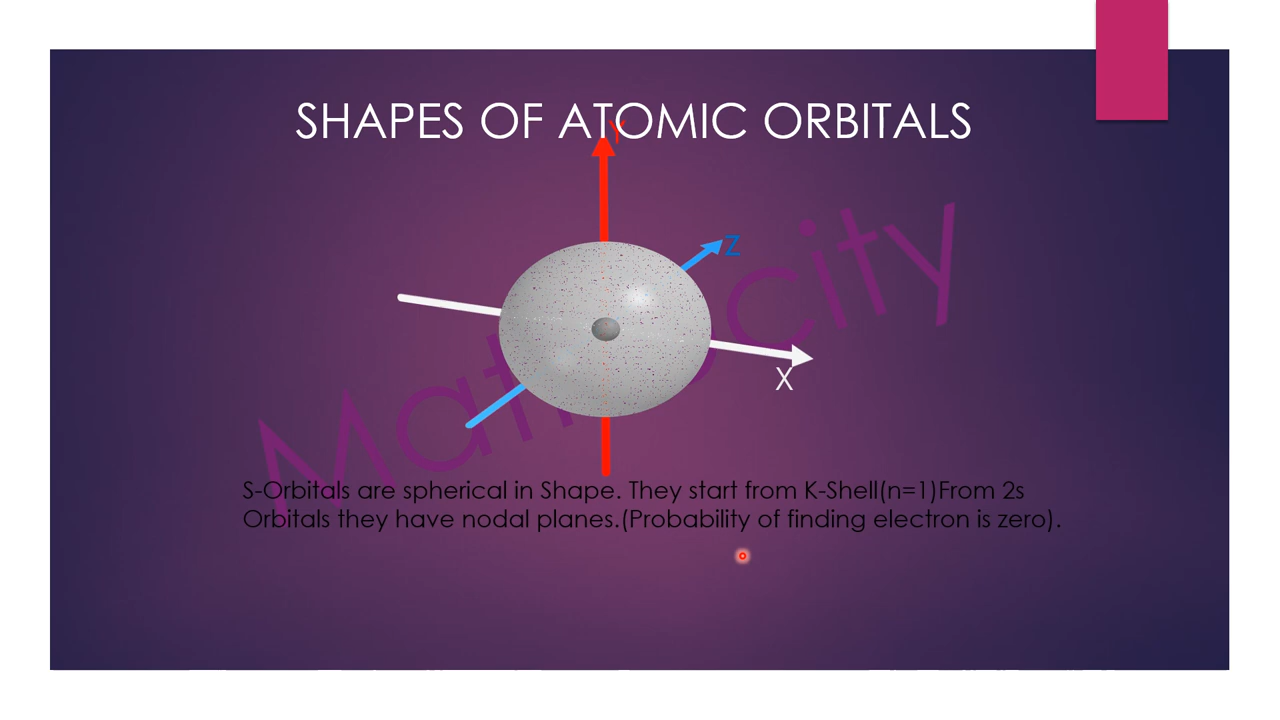 SHAPES OF ATOMIC ORBITALS
Y
Z
X
S-Orbitals are spherical in Shape. They start from K-Shell(n=1)From 2s
Orbitals they have nodal planes.(Probability of finding electron is zero).